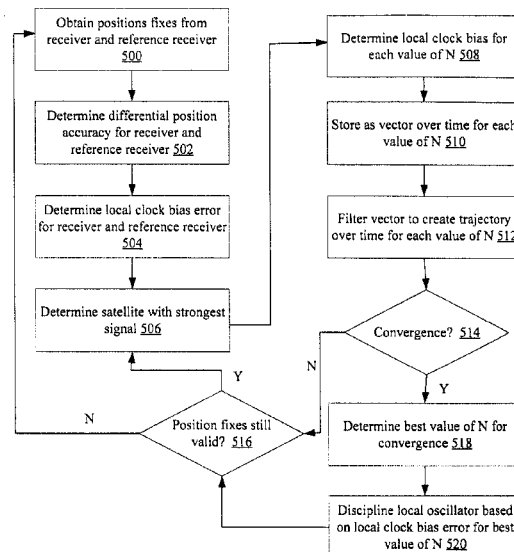 Obtain positions fixes from
receiver and reference receiver
500
Determine differential position
accuracy for receiver and
reference receiver 502
Determine local clock bias error
for receiver and reference receiver
504
Determine satellite with strongest
signal 506
Y
N
Position fixes still
valid? 516
Determine local clock bias for
each value of N 508
Store as vector over time for each
value of N 510
Filter vector to create trajectory
over time for each value of N 512
Convergence? 514
N
Y
Determine best value of N for
convergence 518
Discipline local oscillator based
on local clock bias error for best
value of N 520